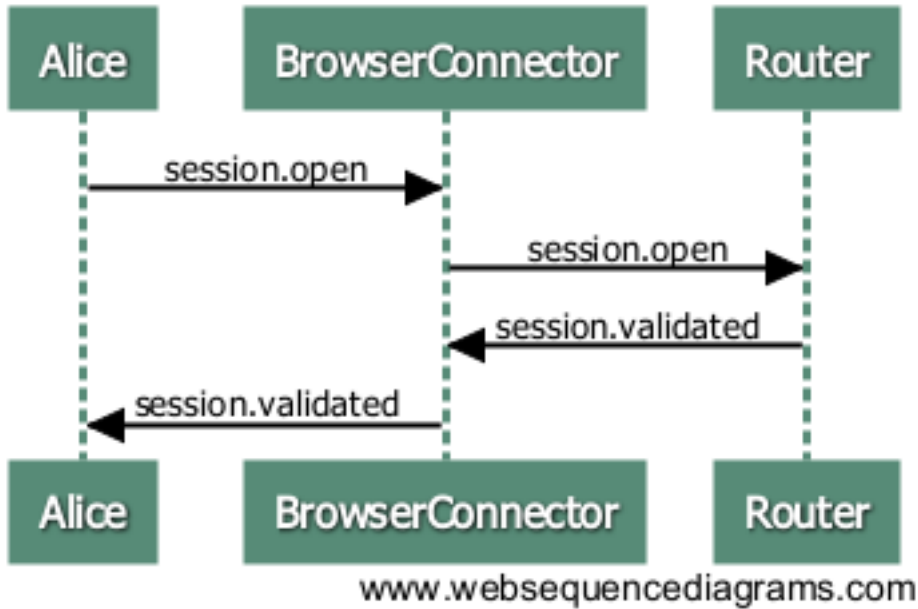 Alice BrowserConnector Router
session.open
session.open
session.validated
session.validated
Alice BrowserConnector Router
www.websequencediagrams.com